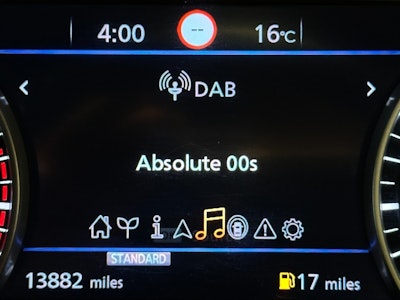 4:00 -- 16°C
DAB
Absolute 00s
STANDARD
13882 miles 17 miles